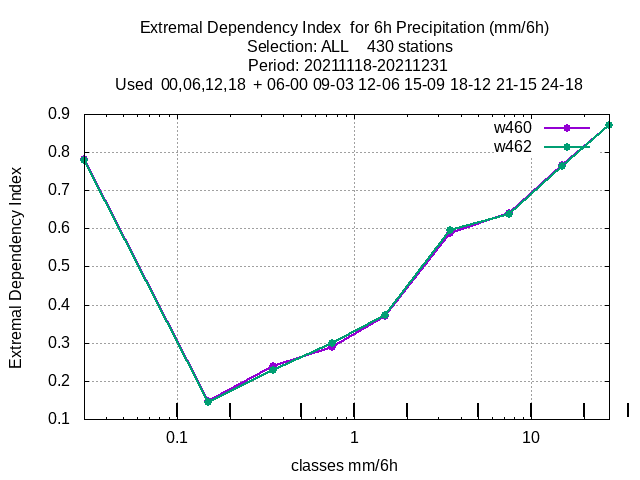 Extremal Dependency Index  for 6h Precipitation (mm/6h)
Selection: ALL    430 stations
Period: 20211118-20211231
Used  00,06,12,18  + 06-00 09-03 12-06 15-09 18-12 21-15 24-18
w460
w462
0.9
0.8
0.7
0.6
0.5
0.4
0.3
0.2
0.1
Extremal Dependency Index
0.1 1 10
classes mm/6h